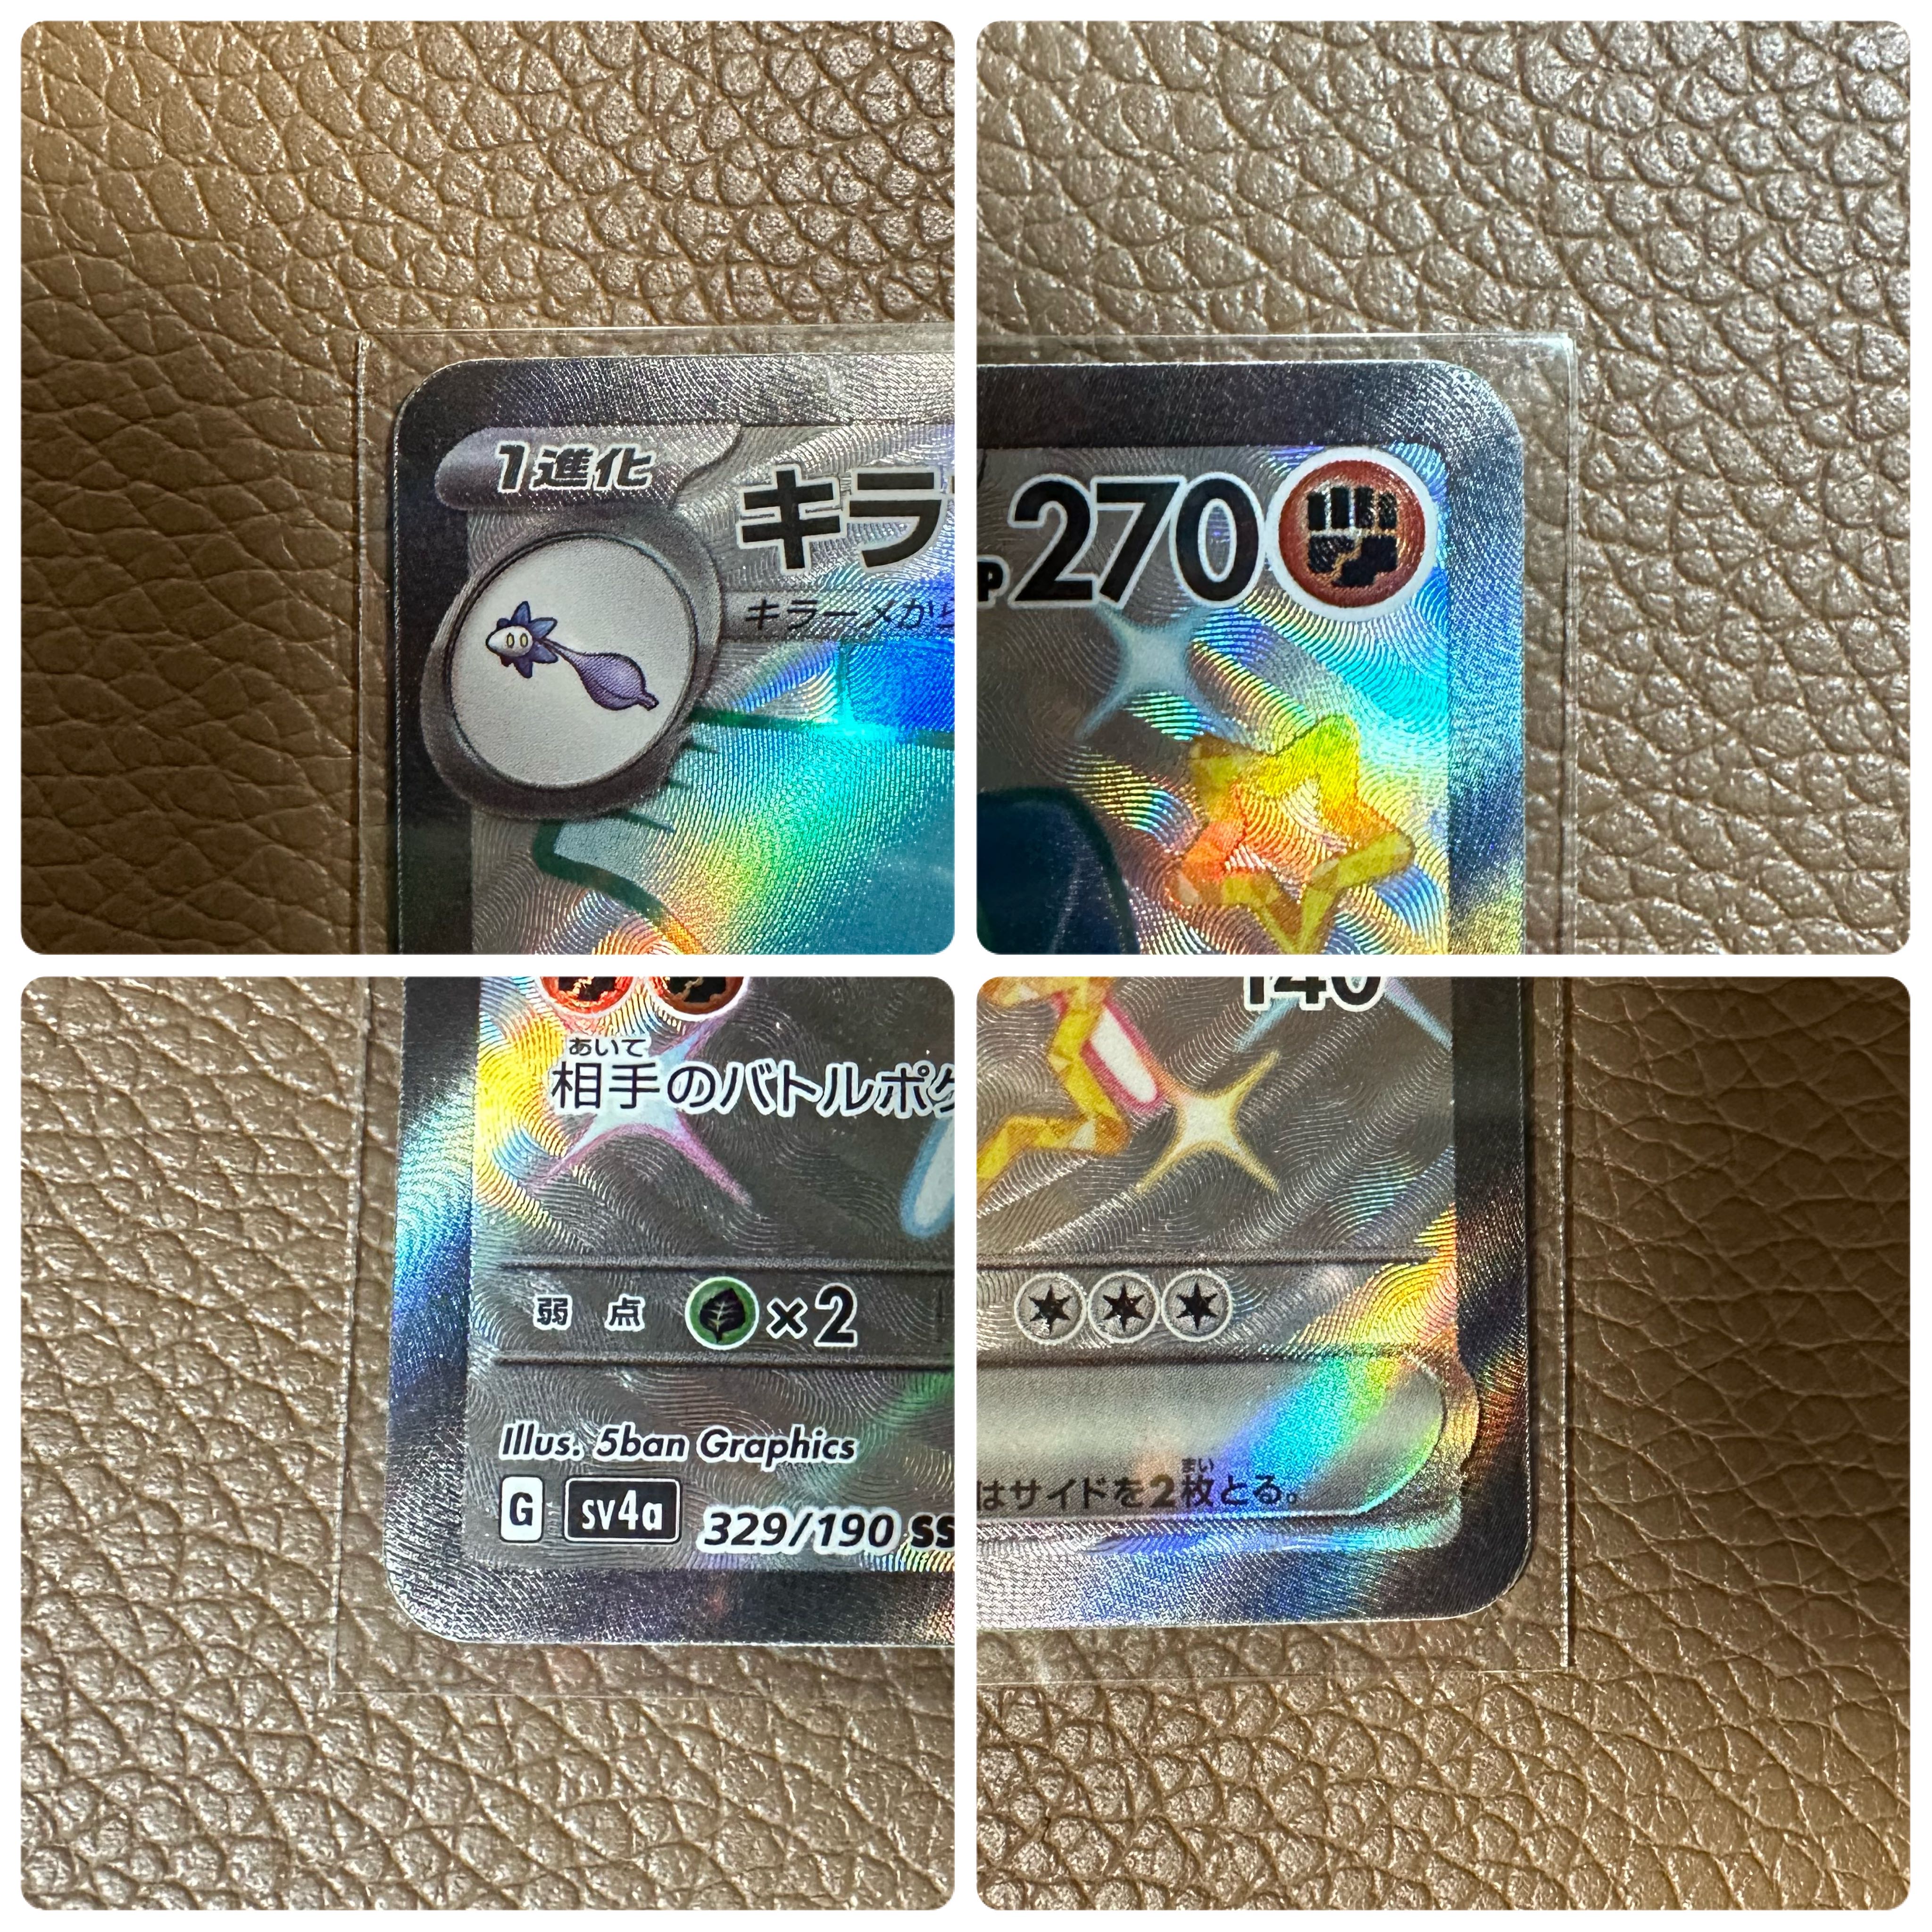 1進化
キラ
キラーメから
270
140
あいて
相手のバトルポケ
弱点 ×2
Illus. 5ban Graphics
まい
はサイドを2枚とる。
G sv4a 329/190 SS